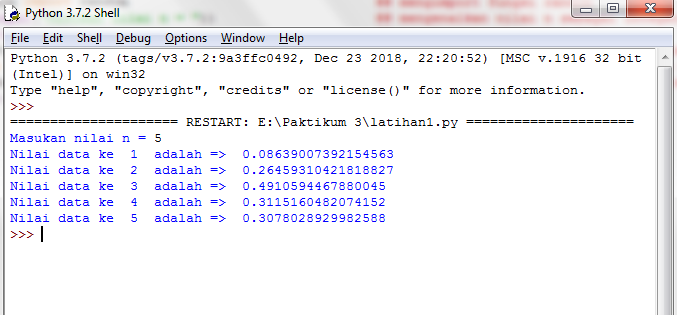 Python 3.7.2 Shell
File Edit Shell Debug Options Window Help
Python 3.7.2 (tags/v3.7.2:9a3ffc0492, Dec 23 2018, 22:20:52) [MSC v.1916 32 bit
(Intel)] on win32
Type "help", "copyright", "credits" or "license()" for more information.
>>>
===================== RESTART: E:\Paktikum 3\latihan1.py =====================
Masukan nilai n = 5
Nilai data ke  1  adalah =>  0.08639007392154563
Nilai data ke  2  adalah =>  0.26459310421818827
Nilai data ke  3  adalah =>  0.4910594467880045
Nilai data ke  4  adalah =>  0.3115160482074152
Nilai data ke  5  adalah =>  0.3078028929982588
>>>